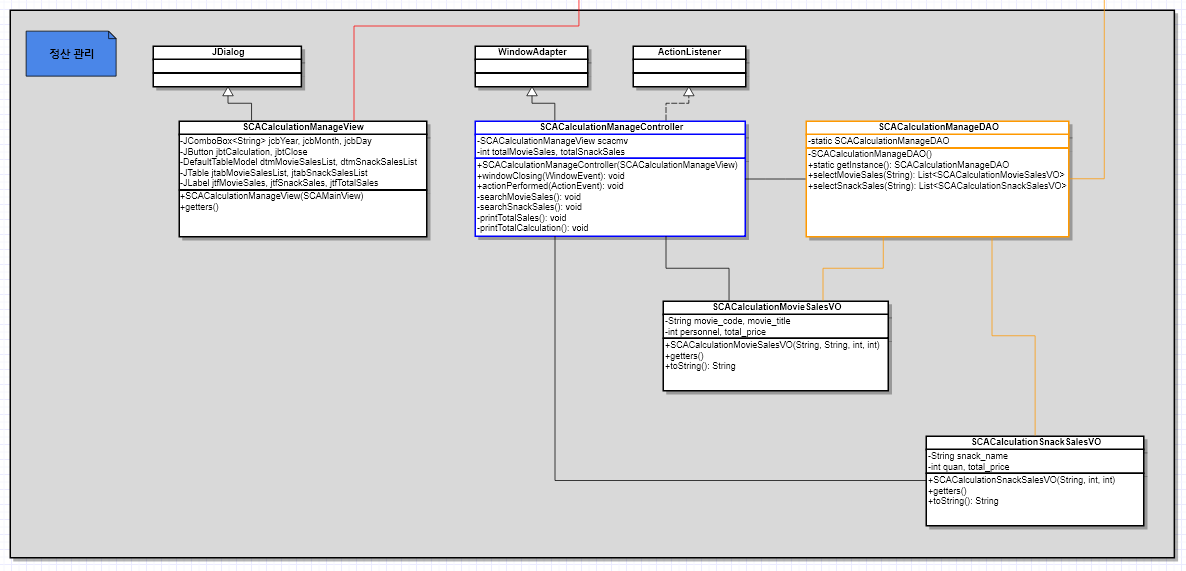 정산 관리
JDialog
WindowAdapter
ActionListener
SCACalculationManageView
-JComboBox<String> jcbYear, jcbMonth, jcbDay
-JButton jbtCalculation, jbtClose
-DefaultTableModel dtmMovieSalesList, dtmSnackSalesList
-JTable jtabMovieSalesList, jtabSnackSalesList
-JLabel jtfMovieSales, jtfSnackSales, jtfTotalSales
+SCACalculationManageView(SCAMainView)
+getters()
SCACalculationManageController
-SCACalculationManageView scacmv
-int totalMovieSales, totalSnackSales
+SCACalculationManageController(SCACalculationManageView)
+windowClosing(WindowEvent): void
+actionPerformed(ActionEvent): void
-searchMovieSales(): void
-searchSnackSales(): void
-printTotalSales(): void
-printTotalCalculation(): void
SCACalculationManageDAO
-static SCACalculationManageDAO
-SCACalculationManageDAO()
+static getInstance(): SCACalculationManageDAO
+selectMovieSales(String): List<SCACalculationMovieSalesVO>
+selectSnackSales(String): List<SCACalculationSnackSalesVO>
SCACalculationMovieSalesVO
-String movie_code, movie_title
-int personnel, total_price
+SCACalculationMovieSalesVO(String, String, int, int)
+getters()
+toString(): String
SCACalculationSnackSalesVO
-String snack_name
-int quan, total_price
+SCACalculationSnackSalesVO(String, int, int)
+getters()
+toString(): String